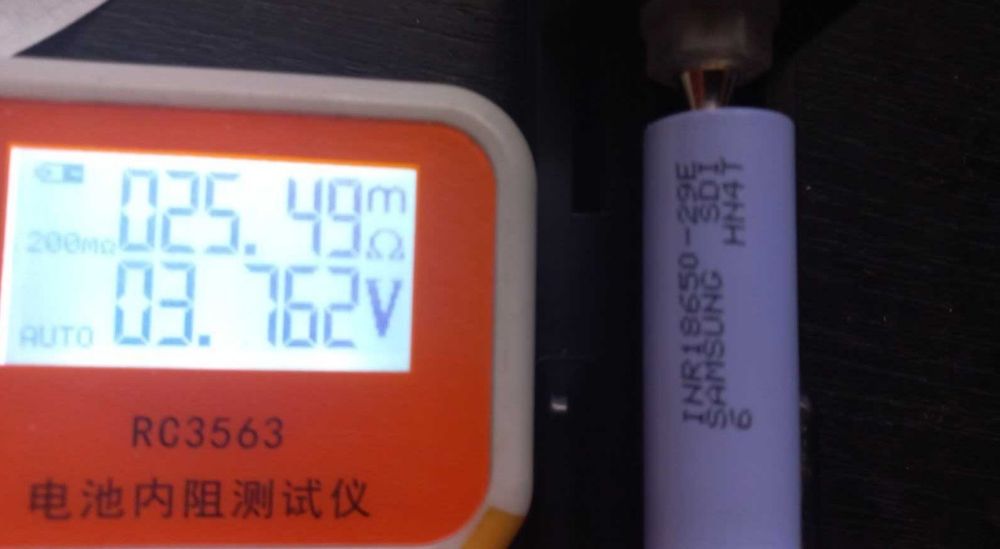 025.49mΩ
200mΩ
03.762V
AUTO
RC3563
电池内阻测试仪
INR18650-29E
SAMSUNG SDI
6 HN4T